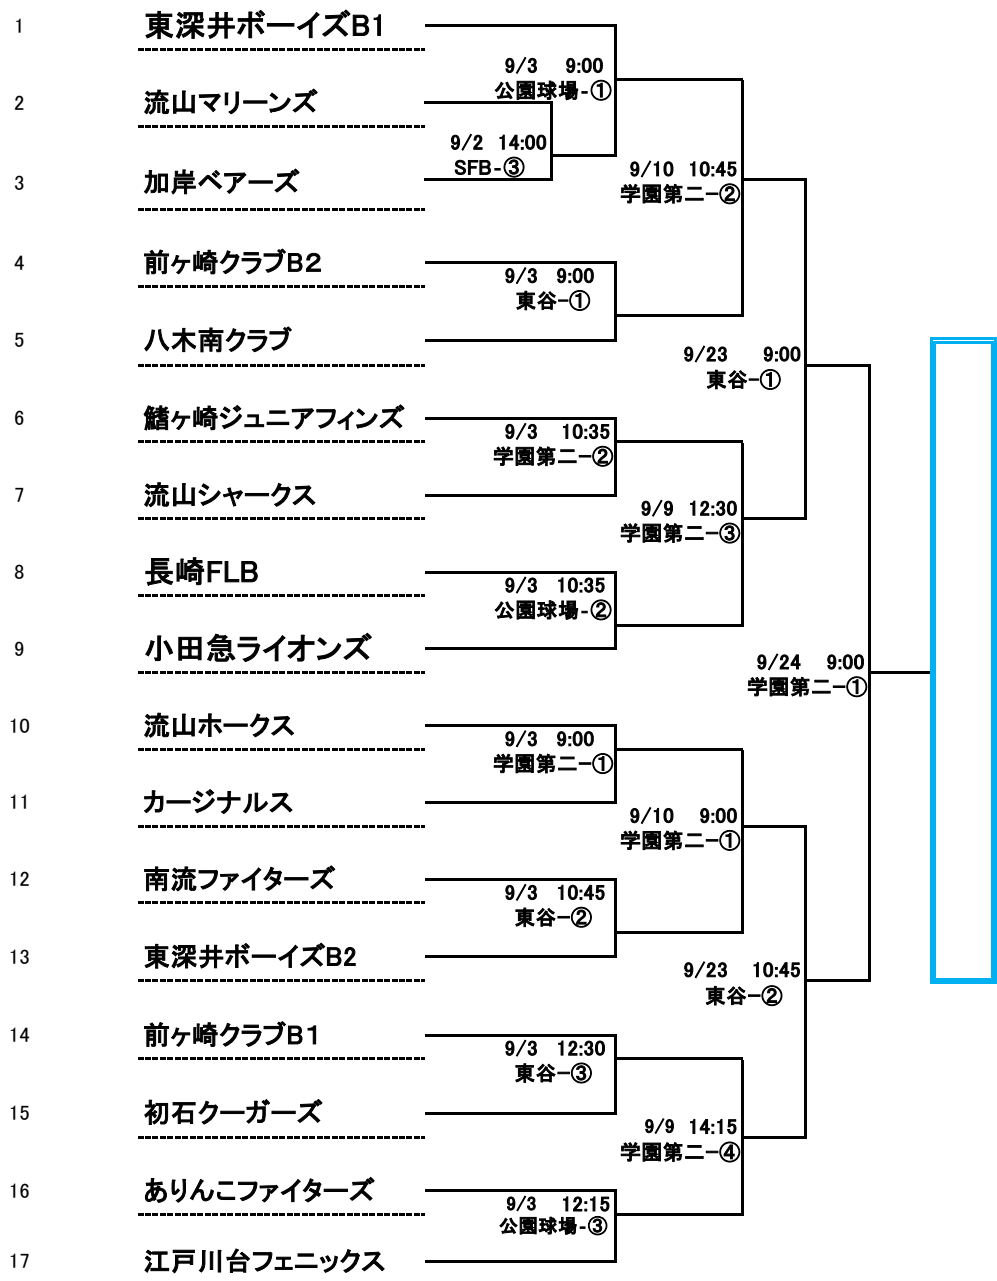 1 東深井ボーイズB1
9/3 9:00
公園球場-①
2 流山マリーンズ
9/2 14:00
SFB-③
3 加岸ベアーズ
9/10 10:45
学園第二-②
4 前ヶ崎クラブB2
9/3 9:00
東谷-①
5 八木南クラブ
9/23 9:00
東谷-①
6 鰭ヶ崎ジュニアフィンズ
9/3 10:35
学園第二-②
7 流山シャークス
9/9 12:30
学園第二-③
8 長崎FLB
9/3 10:35
公園球場-②
9 小田急ライオンズ
9/24 9:00
学園第二-①
10 流山ホークス
9/3 9:00
学園第二-①
11 カージナルス
9/10 9:00
学園第二-①
12 南流ファイターズ
9/3 10:45
東谷-②
13 東深井ボーイズB2
9/23 10:45
東谷-②
14 前ヶ崎クラブB1
9/3 12:30
東谷-③
15 初石クーガーズ
9/9 14:15
学園第二-④
16 ありんこファイターズ
9/3 12:15
公園球場-③
17 江戸川台フェニックス